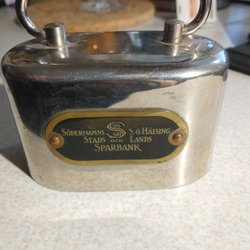 SÖDERHAMNS S·Ö HÄLSING.
STADS OCH LANDS
SPARBANK